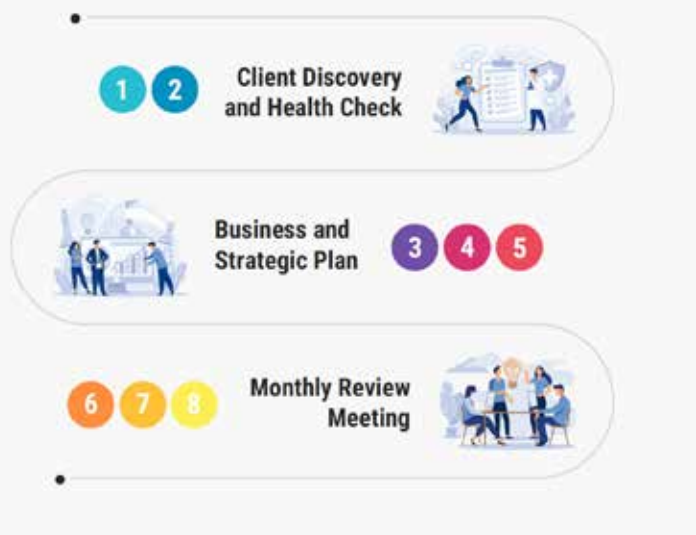 1 2
Client Discovery
and Health Check
Business and
Strategic Plan
3 4 5
6 7 8
Monthly Review
Meeting